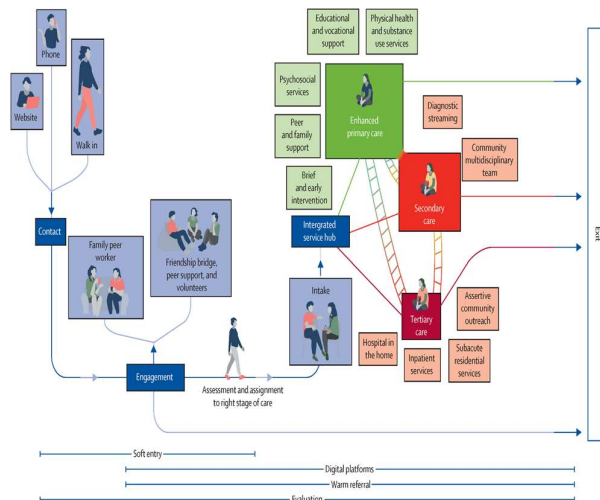 Phone
Website
Walk in
Contact
Family peer
worker
Friendship bridge,
peer support, and
volunteers
Engagement
Assessment and assignment
to right stage of care
Intake
Intergrated
service hub
Educational
and vocational
support
Physical health
and substance
use services
Psychosocial
services
Peer
and family
support
Brief
and early
intervention
Enhanced
primary care
Diagnostic
streaming
Community
multidisciplinary
team
Secondary
care
Tertiary
care
Hospital in
the home
Inpatient
services
Subacute
residential
services
Assertive
community
outreach
Exit
Soft entry
Digital platforms
Warm referral
Evaluation